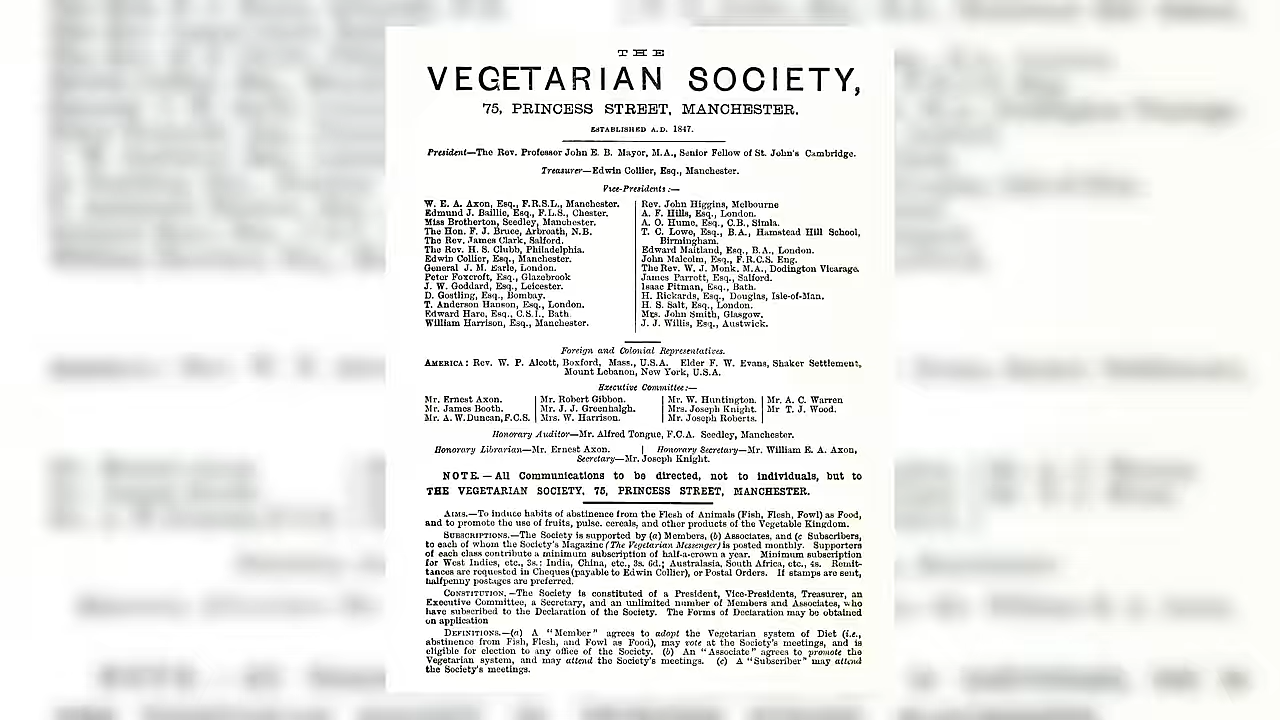 THE
VEGETARIAN SOCIETY,
75, PRINCESS STREET, MANCHESTER.
ESTABLISHED A.D. 1847.
President—The Rev. Professor John E. B. Mayor, M.A., Senior Fellow of St. John's Cambridge.
Treasurer—Edwin Collier, Esq., Manchester.
Vice-Presidents:—
W. E. A. Axon, Esq., F.R.S.L., Manchester.
Edmund J. Baillie, Esq., F.L.S., Chester.
Miss Brotherton, Seedley, Manchester.
The Hon. F. J. Bruce, Arbroath, N.B.
The Rev. James Clark, Salford.
The Rev. H. S. Clubb, Philadelphia.
Edwin Collier, Esq., Manchester.
General J. M. Earle, London.
Peter Foxcroft, Esq., Glazebrook
J. W. Goddard, Esq., Leicester.
D. Gostling, Esq., Bombay.
T. Anderson Hanson, Esq., London.
Edward Hare, Esq., C.S.I., Bath.
William Harrison, Esq., Manchester.
Rev. John Higgins, Melbourne
A. F. Hills, Esq., London.
A. O. Hume, Esq., C.B., Simla.
T. C. Lowe, Esq., B.A., Hamstead Hill School,
Birmingham.
Edward Maitland, Esq., B.A., London.
John Malcolm, Esq., F.R.C.S. Eng.
The Rev. W. J. Monk. M.A., Dodington Vicarage.
James Parrott, Esq., Salford.
Isaac Pitman, Esq., Bath.
H. Rickards, Esq., Douglas, Isle-of-Man.
H. S. Salt, Esq., London.
Mrs. John Smith, Glasgow.
J. J. Willis, Esq., Austwick.
Foreign and Colonial Representatives.
AMERICA: Rev. W. P. Alcott, Boxford, Mass., U.S.A. Elder F. W. Evans, Shaker Settlement,
Mount Lebanon, New York, U.S.A.
Executive Committee:—
Mr. Ernest Axon.
Mr. James Booth.
Mr. A. W. Duncan, F.C.S.
Mr. Robert Gibbon.
Mr. J. J. Greenhalgh.
Mrs. W. Harrison.
Mr. W. Huntington.
Mrs. Joseph Knight.
Mr. Joseph Roberts.
Mr. A. C. Warren
Mr T. J. Wood.
Honorary Auditor—Mr. Alfred Tongue, F.C.A. Seedley, Manchester.
Honorary Librarian—Mr. Ernest Axon. | Honorary Secretary—Mr. William E. A. Axon,
Secretary—Mr. Joseph Knight.
NOTE.—All Communications to be directed, not to individuals, but to
THE VEGETARIAN SOCIETY, 75, PRINCESS STREET, MANCHESTER.
AIMS.—To induce habits of abstinence from the Flesh of Animals (Fish, Flesh, Fowl) as Food,
and to promote the use of fruits, pulse, cereals, and other products of the Vegetable Kingdom.
SUBSCRIPTIONS.—The Society is supported by (a) Members, (b) Associates, and (c Subscribers,
to each of whom the Society's Magazine (The Vegetarian Messenger) is posted monthly. Supporters
of each class contribute a minimum subscription of half-a-crown a year. Minimum subscription
for West Indies, etc., 3s.: India, China, etc., 3s. 6d.; Australasia, South Africa, etc., 4s. Remit-
tances are requested in Cheques (payable to Edwin Collier), or Postal Orders. If stamps are sent,
halfpenny postages are preferred.
CONSTITUTION.—The Society is constituted of a President, Vice-Presidents, Treasurer, an
Executive Committee, a Secretary, and an unlimited number of Members and Associates, who
have subscribed to the Declaration of the Society. The Forms of Declaration may be obtained
on application
DEFINITIONS.—(a) A "Member" agrees to adopt the Vegetarian system of Diet (i.e.,
abstinence from Fish, Flesh, and Fowl as Food), may vote at the Society's meetings, and is
eligible for election to any office of the Society. (b) An "Associate" agrees to promote the
Vegetarian system, and may attend the Society's meetings. (c) A "Subscriber" may attend
the Society's meetings.